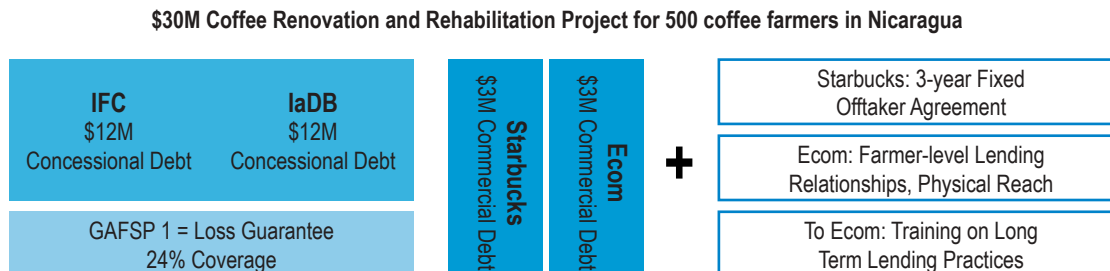 $30M Coffee Renovation and Rehabilitation Project for 500 coffee farmers in Nicaragua
IFC
$12M
Concessional Debt
IaDB
$12M
Concessional Debt
GAFSP 1 = Loss Guarantee
24% Coverage
Starbucks
$3M Commercial Debt
Ecom
$3M Commercial Debt
+
Starbucks: 3-year Fixed
Offtaker Agreement
Ecom: Farmer-level Lending
Relationships, Physical Reach
To Ecom: Training on Long
Term Lending Practices